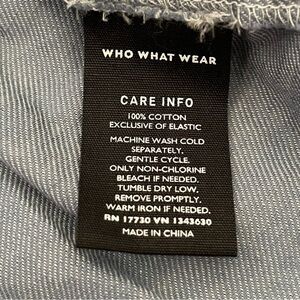 WHO WHAT WEAR
CARE INFO
100% COTTON
EXCLUSIVE OF ELASTIC
MACHINE WASH COLD
SEPARATELY.
GENTLE CYCLE.
ONLY NON-CHLORINE
BLEACH IF NEEDED.
TUMBLE DRY LOW.
REMOVE PROMPTLY.
WARM IRON IF NEEDED.
RN 17730 VN 1343630
MADE IN CHINA